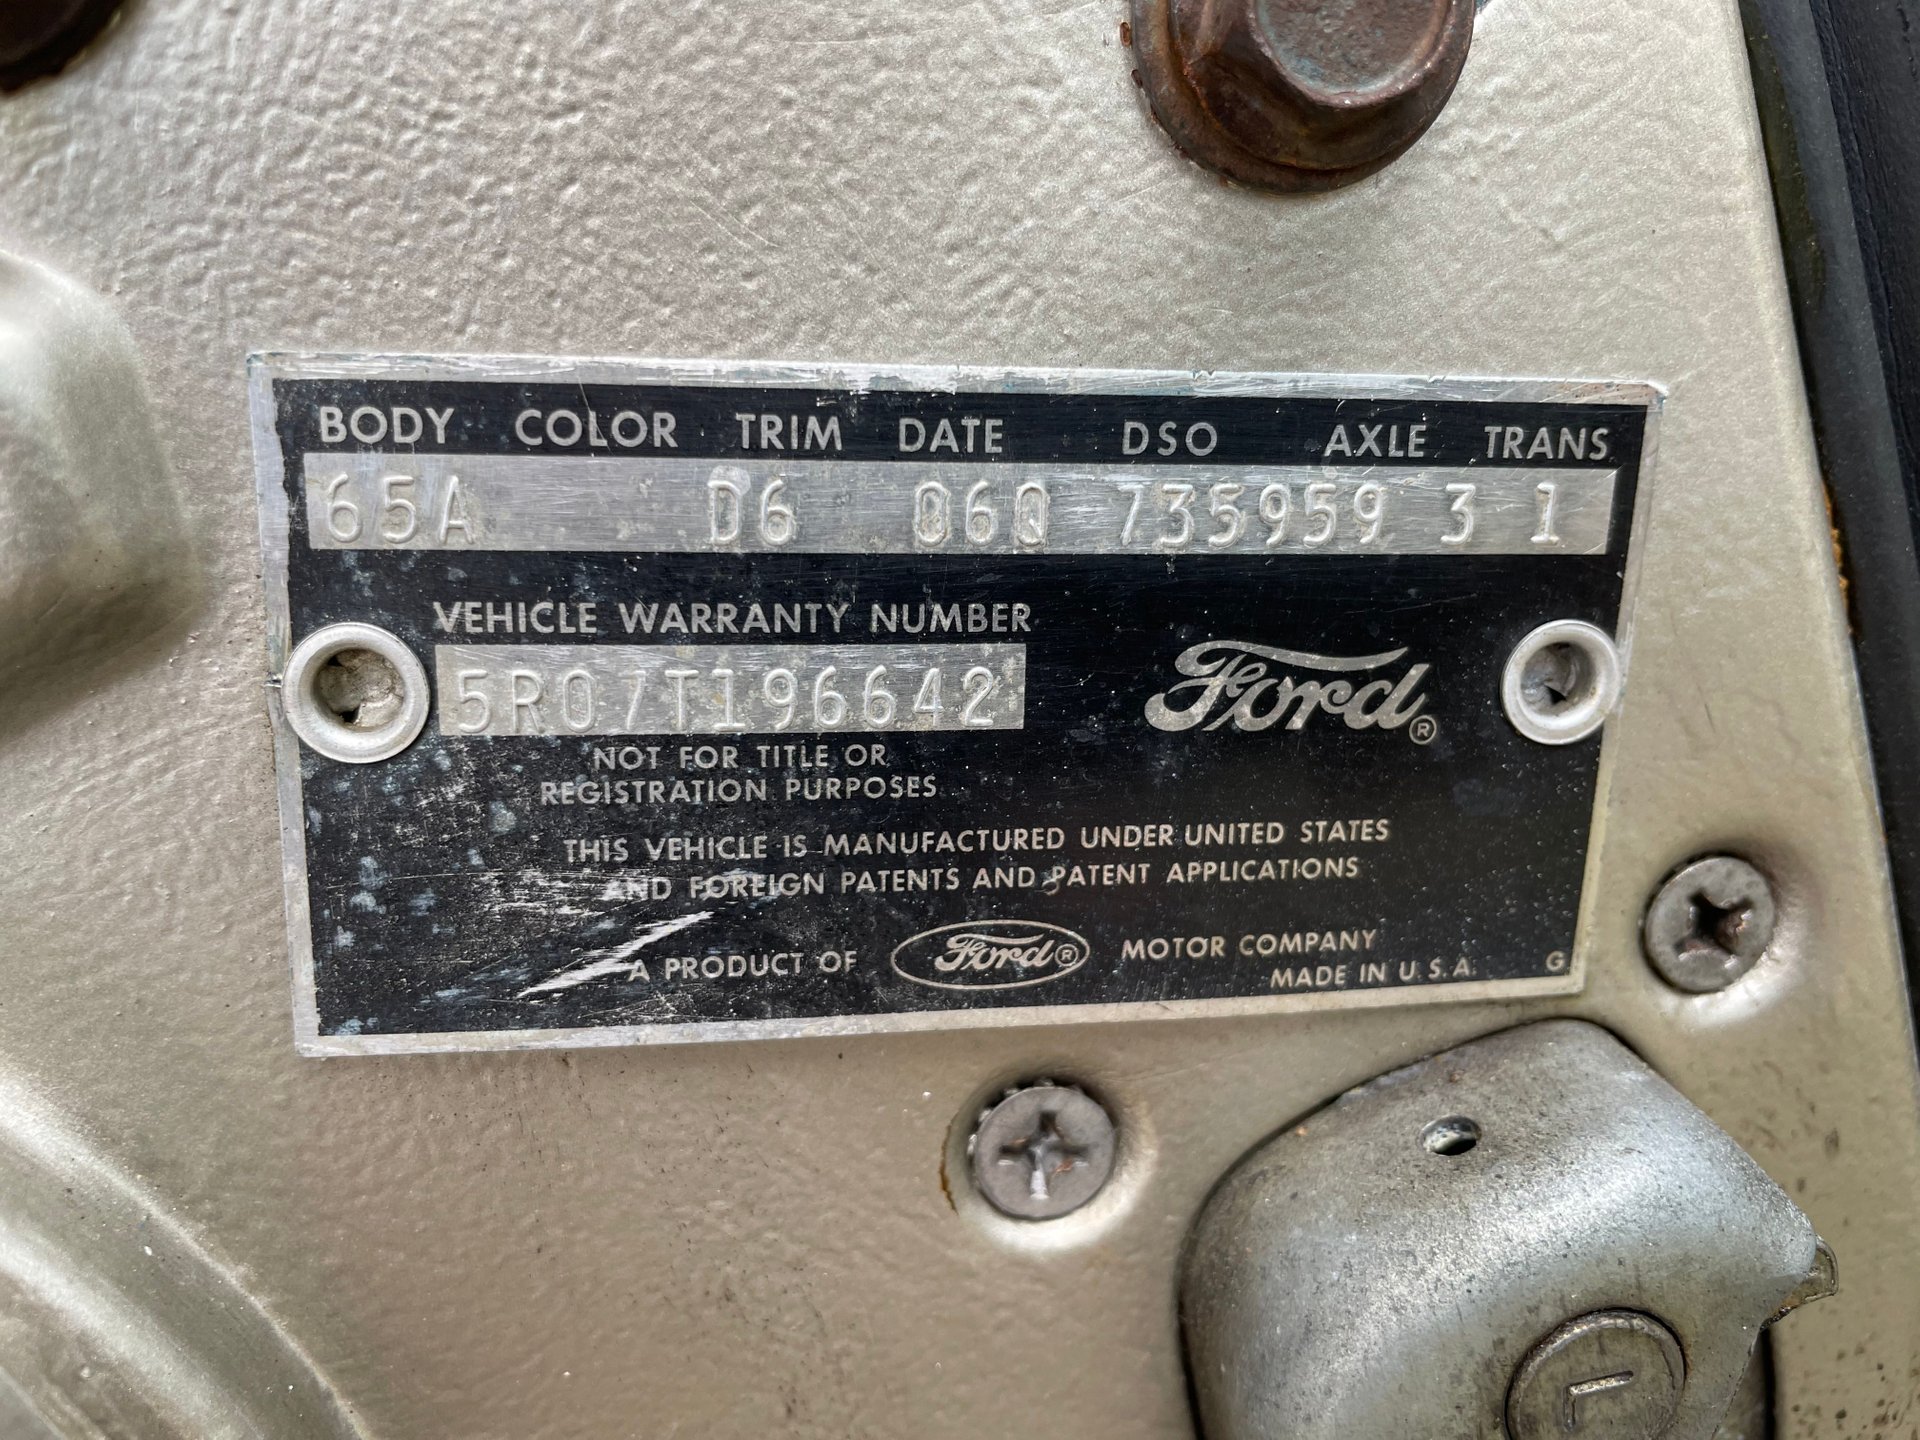 BODY COLOR TRIM DATE DSO AXLE TRANS
65A D6 06Q 735959 3 1
VEHICLE WARRANTY NUMBER
5R07T196642
Ford®
NOT FOR TITLE OR
REGISTRATION PURPOSES
THIS VEHICLE IS MANUFACTURED UNDER UNITED STATES
AND FOREIGN PATENTS AND PATENT APPLICATIONS
A PRODUCT OF Ford® MOTOR COMPANY
MADE IN U.S.A. G
L